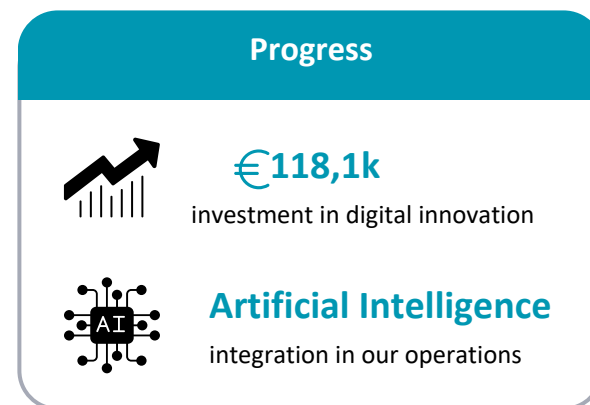 Progress
€118,1k
investment in digital innovation
AI
Artificial Intelligence
integration in our operations